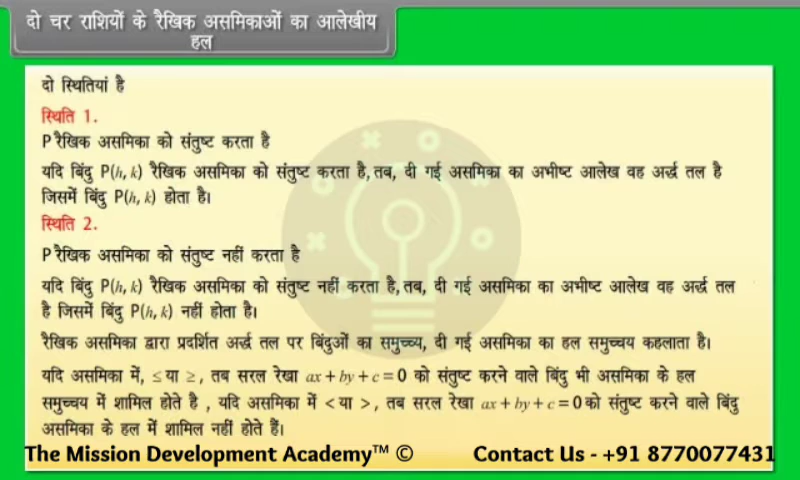 दो चर राशियों के रैखिक असमिकाओं का आलेखीय
हल
दो स्थितियां है
स्थिति 1.
P रैखिक असमिका को संतुष्ट करता है
यदि बिंदु P(h, k) रैखिक असमिका को संतुष्ट करता है, तब, दी गई असमिका का अभीष्ट आलेख वह अर्द्ध तल है
जिसमें बिंदु P(h, k) होता है।
स्थिति 2.
P रैखिक असमिका को संतुष्ट नहीं करता है
यदि बिंदु P(h, k) रैखिक असमिका को संतुष्ट नहीं करता है, तब, दी गई असमिका का अभीष्ट आलेख वह अर्द्ध तल
है जिसमें बिंदु P(h, k) नहीं होता है।
रैखिक असमिका द्वारा प्रदर्शित अर्द्ध तल पर बिंदुओं का समुच्च्य, दी गई असमिका का हल समुच्चय कहलाता है।
यदि असमिका में, ≤ या ≥, तब सरल रेखा ax + by + c = 0 को संतुष्ट करने वाले बिंदु भी असमिका के हल
समुच्चय में शामिल होते है , यदि असमिका में < या >, तब सरल रेखा ax + by + c = 0 को संतुष्ट करने वाले बिंदु
असमिका के हल में शामिल नहीं होते हैं।
The Mission Development Academy™ © Contact Us - +91 8770077431